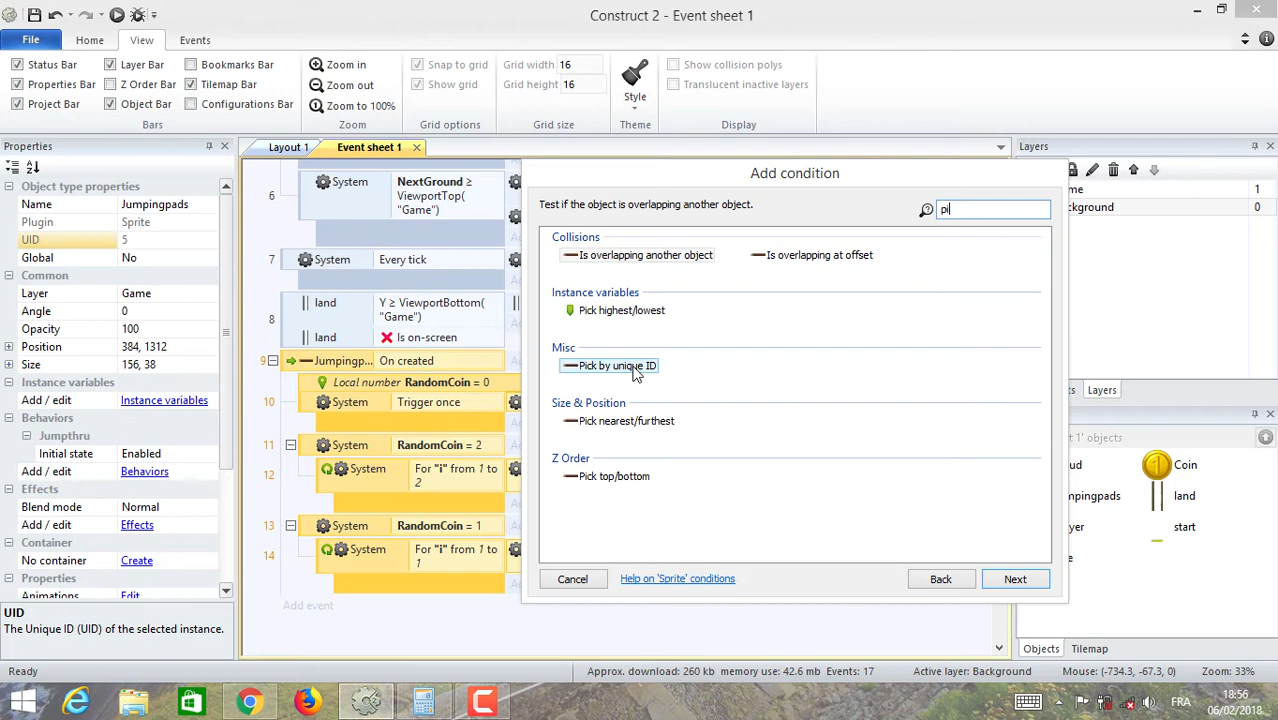 Construct 2 - Event sheet 1
File
Home
View
Events
Status Bar
Layer Bar
Bookmarks Bar
Properties Bar
Z Order Bar
Tilemap Bar
Project Bar
Object Bar
Configurations Bar
Bars
Zoom in
Zoom out
Zoom to 100%
Zoom
Snap to grid
Show grid
Grid options
Grid width 16
Grid height 16
Grid size
Style
Theme
Show collision polys
Translucent inactive layers
Display
Properties
Object type properties
Name Jumpingpads
Plugin Sprite
UID 5
Global No
Common
Layer Game
Angle 0
Opacity 100
Position 384, 1312
Size 156, 38
Instance variables
Add / edit Instance variables
Behaviors
Jumpthru
Initial state Enabled
Add / edit Behaviors
Effects
Blend mode Normal
Add / edit Effects
Container
No container Create
Properties
Animations Edit
UID
The Unique ID (UID) of the selected instance.
Layout 1
Event sheet 1
6 System NextGround ≥
ViewportTop(
"Game")
7 System Every tick
8 land Y ≥ ViewportBottom(
"Game")
land Is on-screen
9 Jumpingp... On created
Local number RandomCoin = 0
10 System Trigger once
11 System RandomCoin = 2
12 System For "i" from 1 to
2
13 System RandomCoin = 1
14 System For "i" from 1 to
1
Add event
Add condition
Test if the object is overlapping another object.
pi
Collisions
Is overlapping another object
Is overlapping at offset
Instance variables
Pick highest/lowest
Misc
Pick by unique ID
Size & Position
Pick nearest/furthest
Z Order
Pick top/bottom
Cancel
Help on 'Sprite' conditions
Back
Next
Layers
me 1
ackground 0
Layers
1' objects
ud
Coin
mpingpads
land
yer
start
e
Objects
Tilemap
Ready
Approx. download: 260 kb
memory use: 42.6 mb
Events: 17
Active layer: Background
Mouse: (-734.3, -67.3, 0)
Zoom: 33%
FRA
18:56
06/02/2018